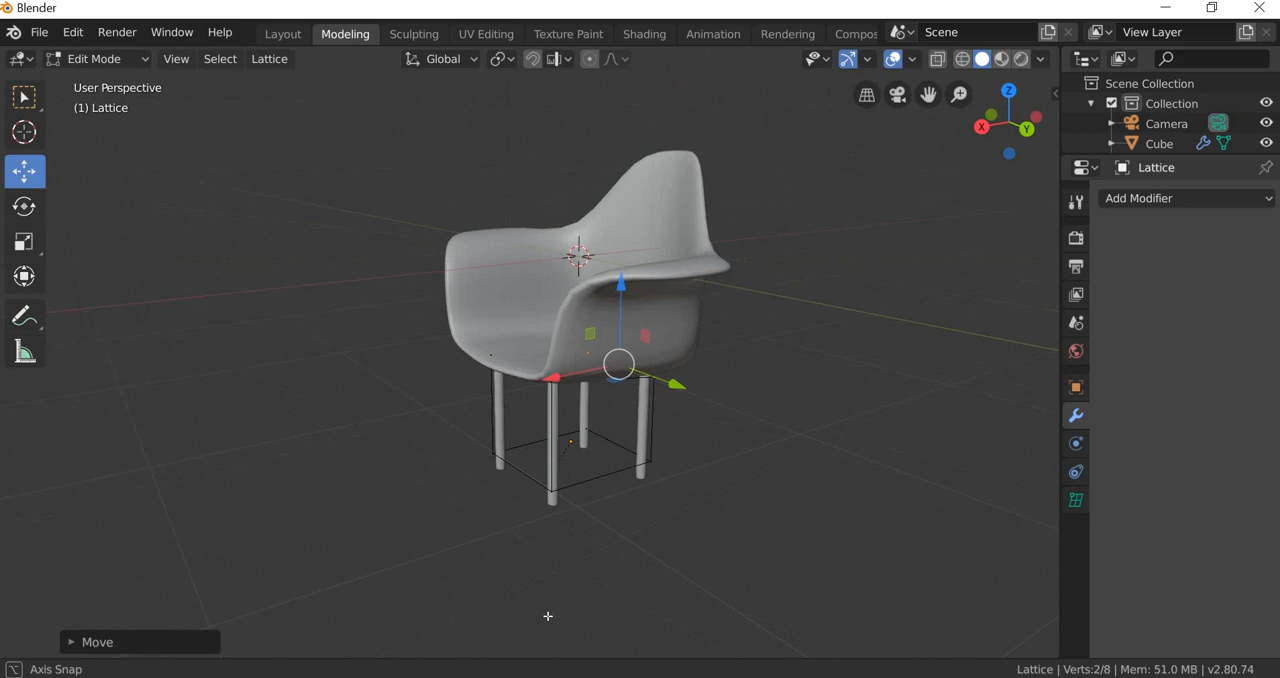 Blender
File Edit Render Window Help Layout Modeling Sculpting UV Editing Texture Paint Shading Animation Rendering Compos Scene View Layer
Edit Mode View Select Lattice Global
User Perspective
(1) Lattice
Z
X
Y
Scene Collection
Collection
Camera
Cube
Lattice
Add Modifier
Move
Axis Snap
Lattice | Verts:2/8 | Mem: 51.0 MB | v2.80.74